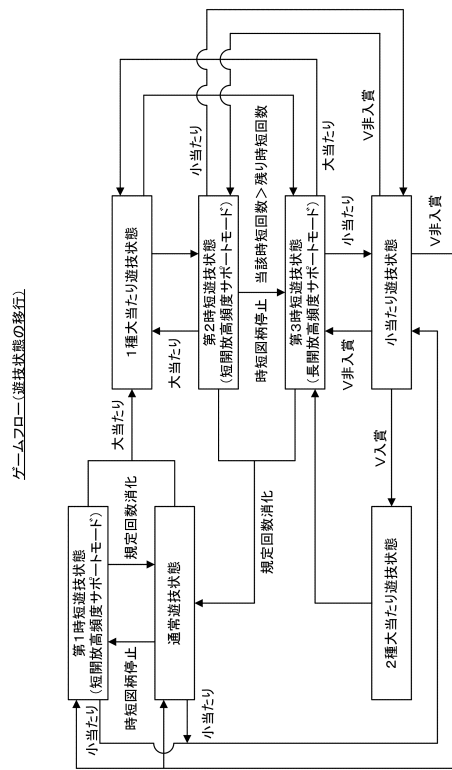 ゲームフロー(遊技状態の移行)
第1時短遊技状態
(短開放高頻度サポートモード)
大当たり
1種大当たり遊技状態
小当たり
時短図柄停止
規定回数消化
大当たり
小当たり
通常遊技状態
第2時短遊技状態
(短開放高頻度サポートモード)
小当たり
時短図柄停止
当該時短回数>残り時短回数
規定回数消化
第3時短遊技状態
(長開放高頻度サポートモード)
大当たり
V非入賞
小当たり
V非入賞
2種大当たり遊技状態
V入賞
小当たり遊技状態
V非入賞